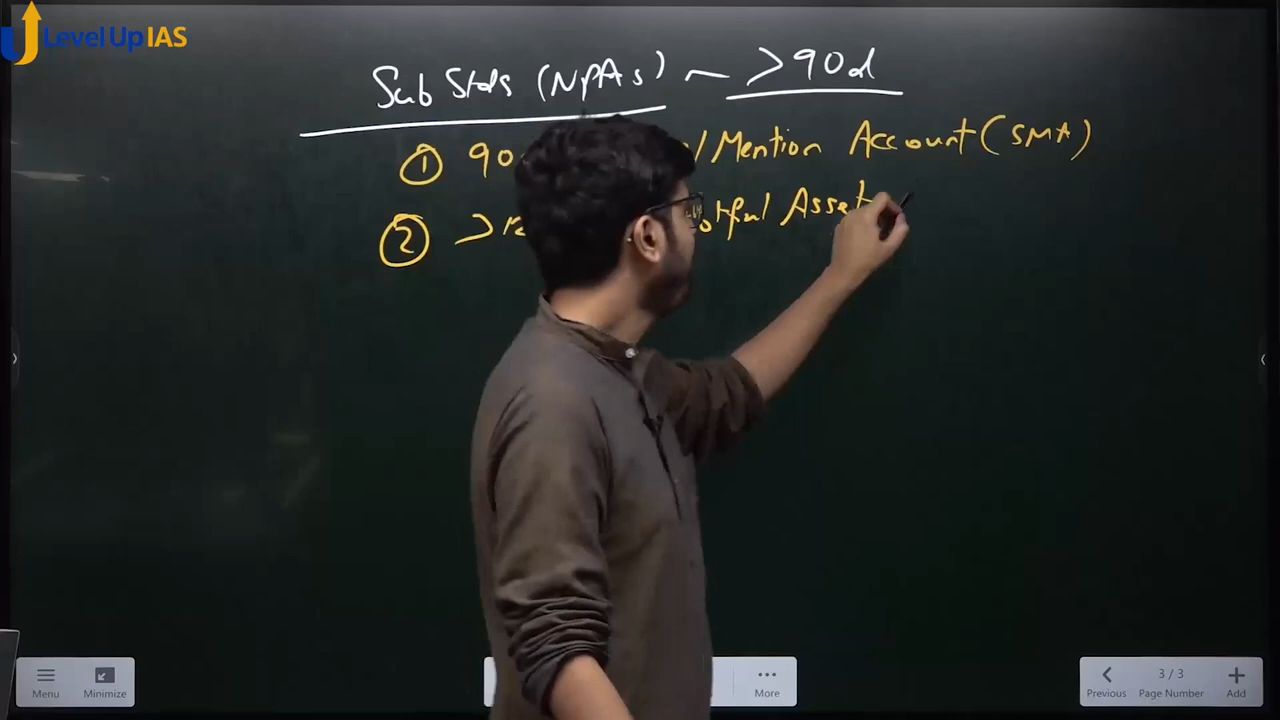 Level Up IAS
Sub Stds (NPAs) ~ >90d
① 90 / Mention Account (SMA)
② > tful Asset
Menu
Minimize
More
Previous
3 / 3
Page Number
Add